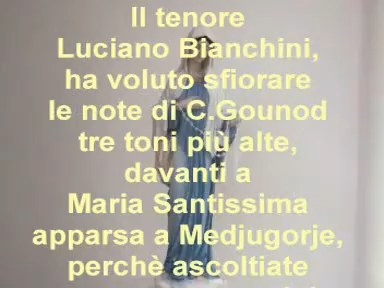 Il tenore
Luciano Bianchini,
ha voluto sfiorare
le note di C.Gounod
tre toni più alte,
davanti a
Maria Santissima
apparsa a Medjugorje,
perchè ascoltiate